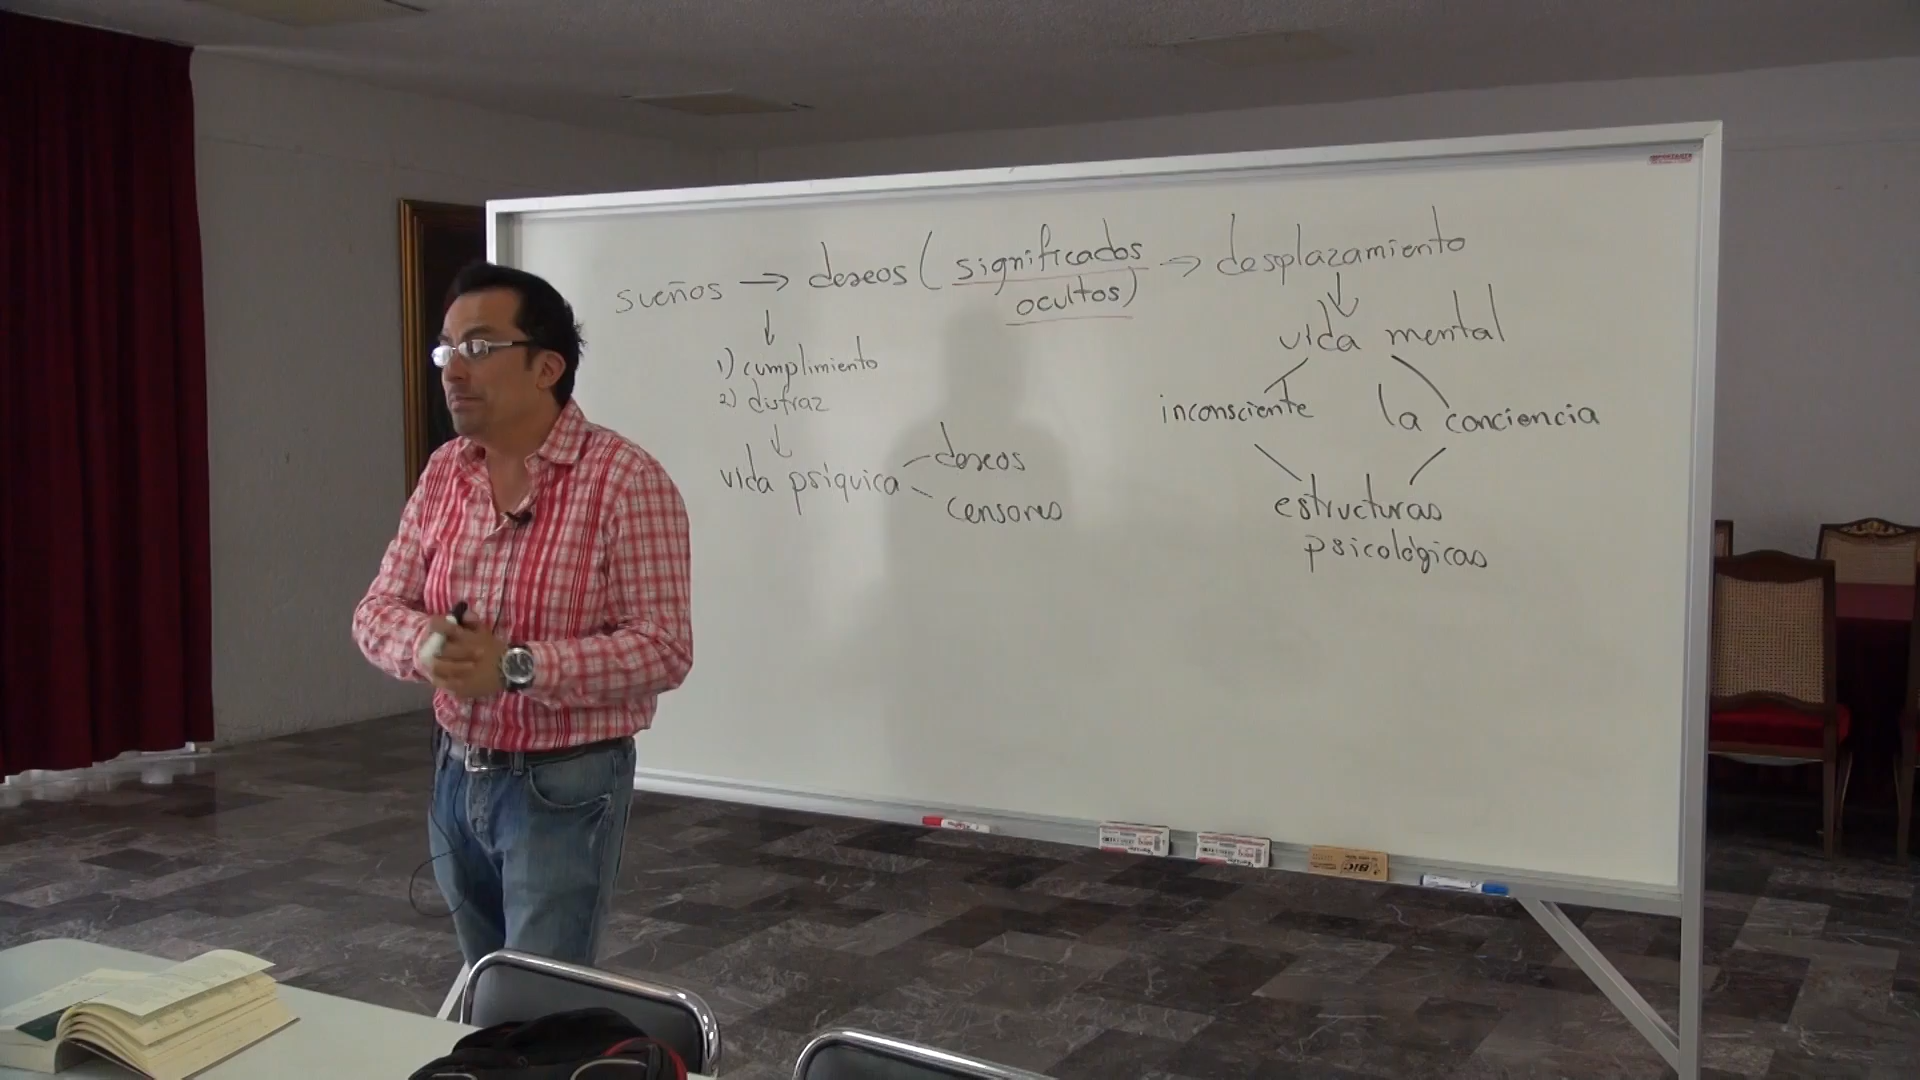 sueños → deseos (significados ocultos) → desplazamiento
↓
1) cumplimiento
2) disfraz
↓
vida psíquica
deseos
censores
↓
vida mental
inconsciente
la conciencia
estructuras
psicológicas
BIC